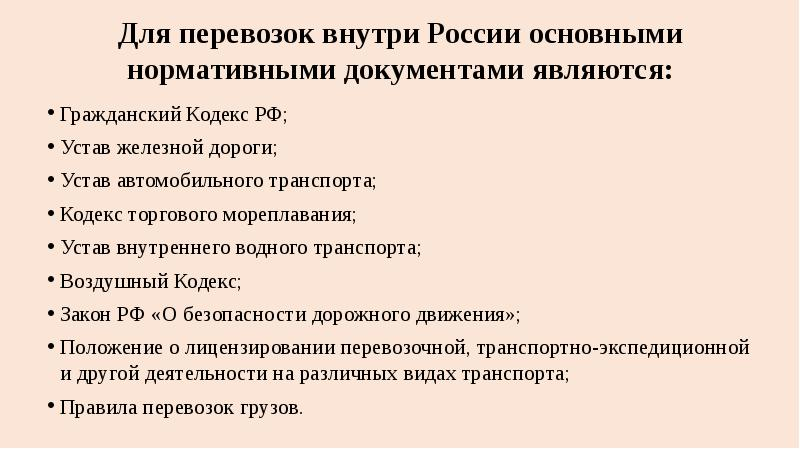 Для перевозок внутри России основными
нормативными документами являются:
• Гражданский Кодекс РФ;
• Устав железной дороги;
• Устав автомобильного транспорта;
• Кодекс торгового мореплавания;
• Устав внутреннего водного транспорта;
• Воздушный Кодекс;
• Закон РФ «О безопасности дорожного движения»;
• Положение о лицензировании перевозочной, транспортно-экспедиционной
и другой деятельности на различных видах транспорта;
• Правила перевозок грузов.